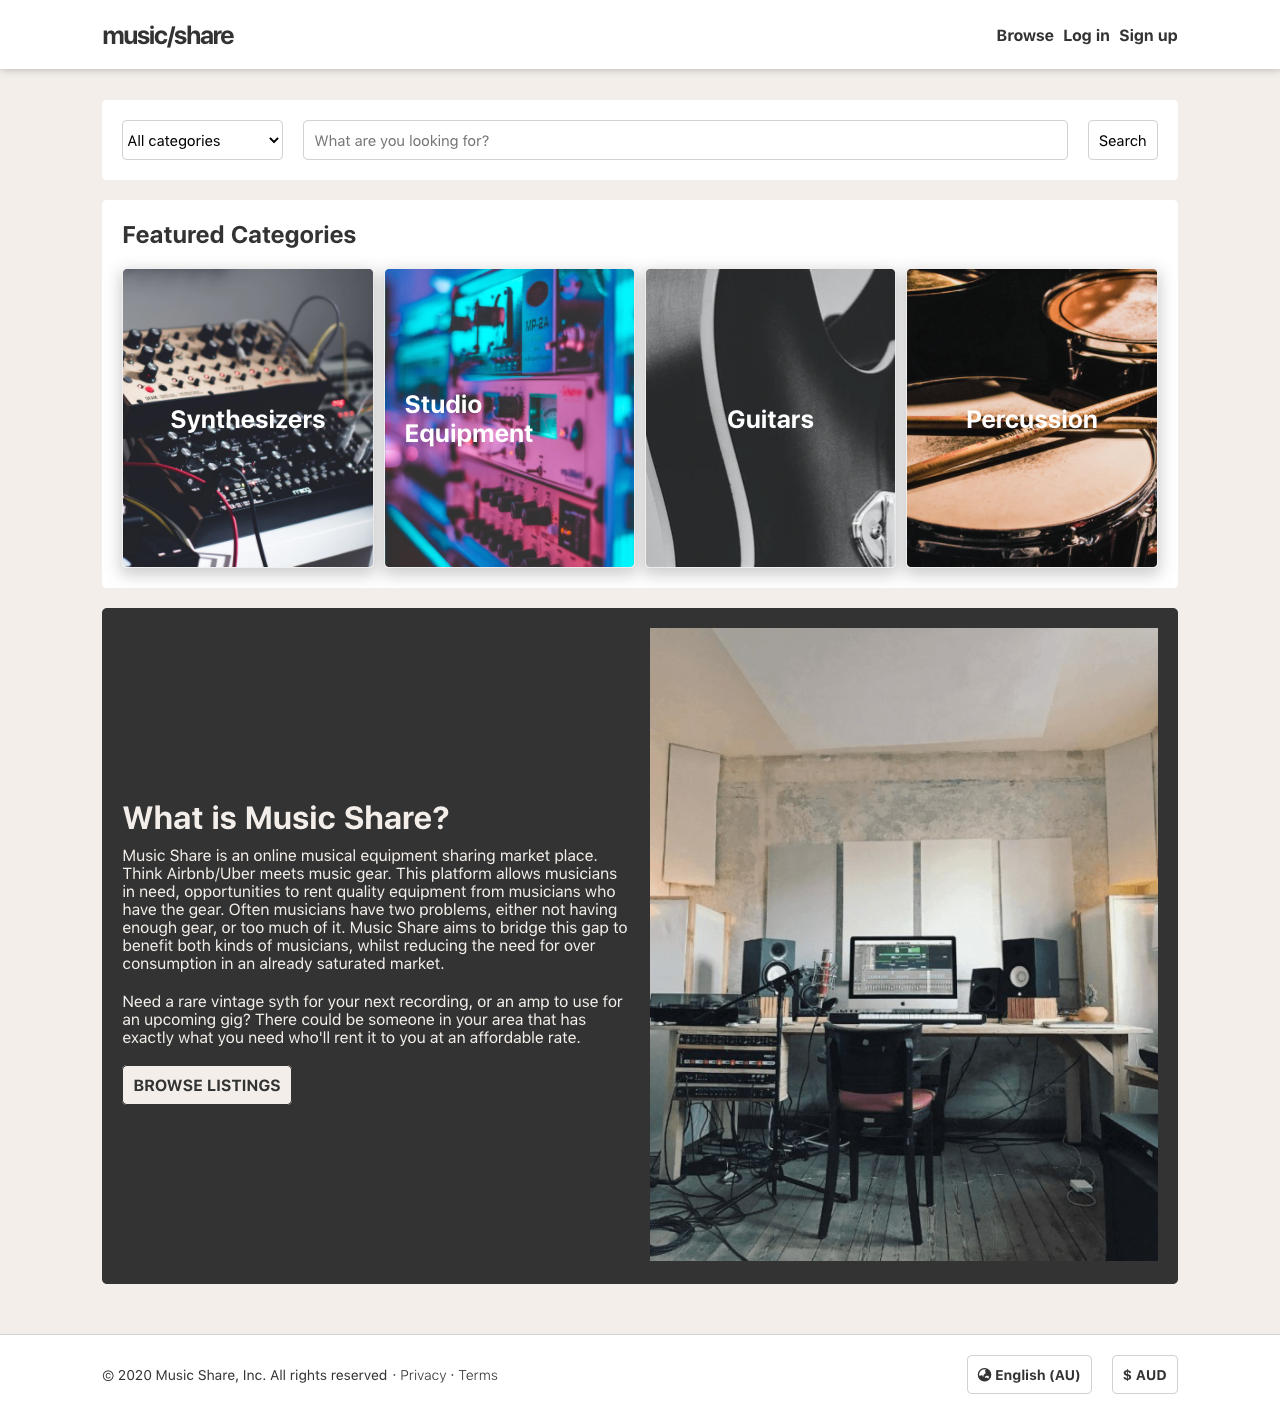 music/share
Browse Log in Sign up
All categories
What are you looking for?
Search
Featured Categories
MP-2A
Synthesizers
Studio
Equipment
Guitars
Percussion
What is Music Share?
Music Share is an online musical equipment sharing market place.
Think Airbnb/Uber meets music gear. This platform allows musicians
in need, opportunities to rent quality equipment from musicians who
have the gear. Often musicians have two problems, either not having
enough gear, or too much of it. Music Share aims to bridge this gap to
benefit both kinds of musicians, whilst reducing the need for over
consumption in an already saturated market.
Need a rare vintage syth for your next recording, or an amp to use for
an upcoming gig? There could be someone in your area that has
exactly what you need who'll rent it to you at an affordable rate.
BROWSE LISTINGS
© 2020 Music Share, Inc. All rights reserved · Privacy · Terms
English (AU)
$ AUD